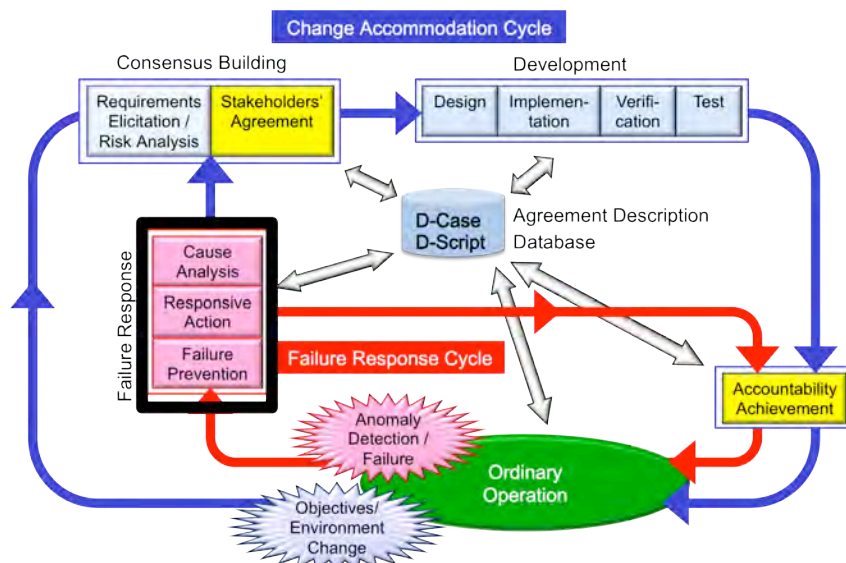 Change Accommodation Cycle
Consensus Building
Development
Requirements
Elicitation /
Risk Analysis
Stakeholders'
Agreement
Design
Implemen-
tation
Verifi-
cation
Test
D-Case
D-Script
Agreement Description
Database
Failure Response
Cause
Analysis
Responsive
Action
Failure
Prevention
Failure Response Cycle
Accountability
Achievement
Anomaly
Detection /
Failure
Ordinary
Operation
Objectives/
Environment
Change